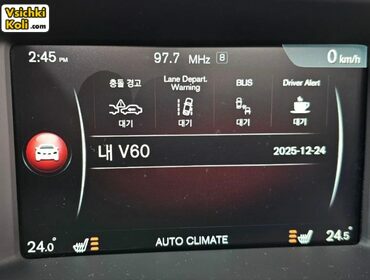 Vsichki
Koli.com
2:45 PM
97.7 MHz 8
0 km/h
충돌 경고
Lane Depart.
Warning
BLIS
Driver Alert
대기
대기
대기
대기
내 V60
2025-12-24
24.0°
AUTO CLIMATE
24.5°